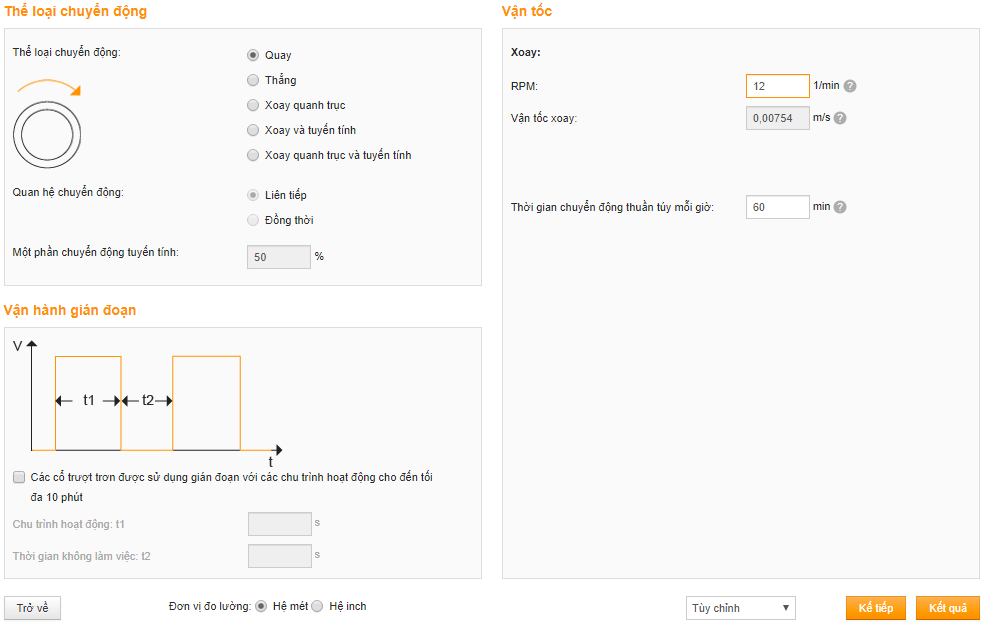 Thể loại chuyển động
Thể loại chuyển động:
Quay
Thẳng
Xoay quanh trục
Xoay và tuyến tính
Xoay quanh trục và tuyến tính
Quan hệ chuyển động:
Liên tiếp
Đồng thời
Một phần chuyển động tuyến tính:
50 %
Vận hành gián đoạn
V
t1 t2
t
Các cổ trượt trơn được sử dụng gián đoạn với các chu trình hoạt động cho đến tối
đa 10 phút
Chu trình hoạt động: t1 s
Thời gian không làm việc: t2 s
Vận tốc
Xoay:
RPM: 12 1/min ?
Vận tốc xoay: 0,00754 m/s ?
Thời gian chuyển động thuần túy mỗi giờ: 60 min ?
Trở về Đơn vị đo lường: Hệ mét Hệ inch Tùy chỉnh Kế tiếp Kết quả